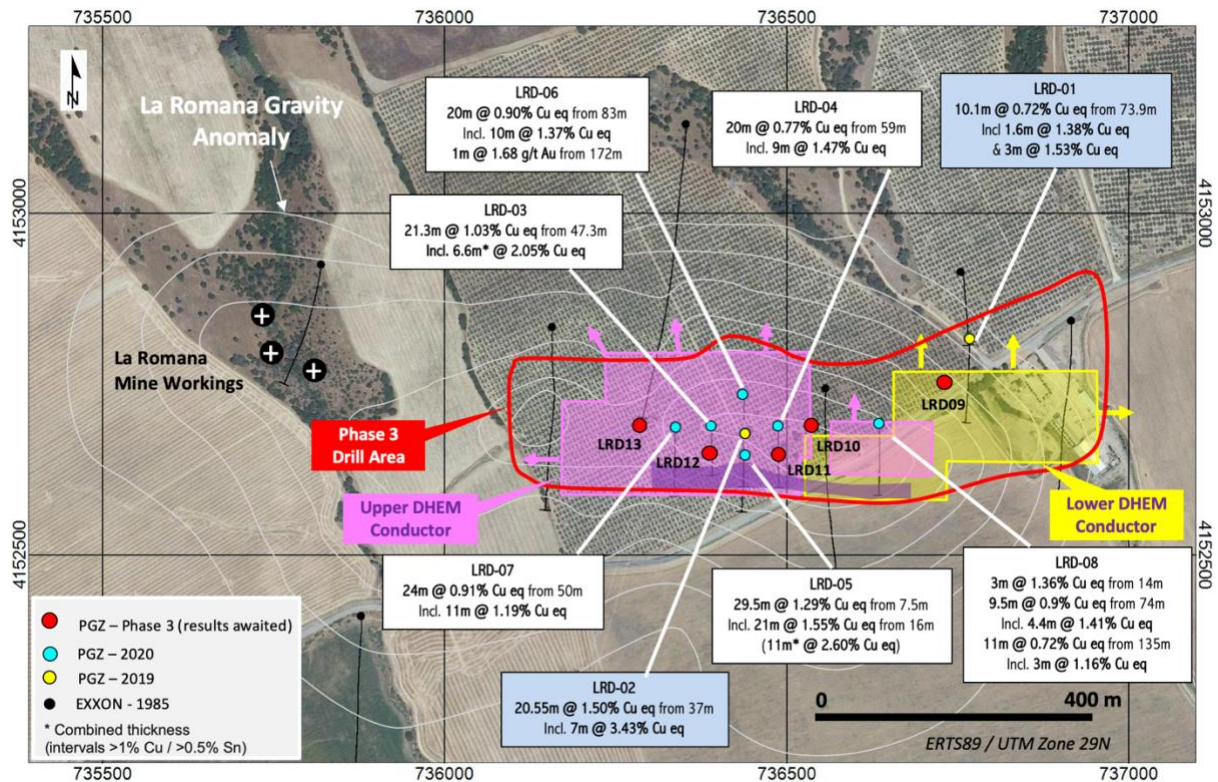 735500
736000
736500
737000
N
La Romana Gravity
Anomaly
LRD-06
20m @ 0.90% Cu eq from 83m
Incl. 10m @ 1.37% Cu eq
1m @ 1.68 g/t Au from 172m
LRD-04
20m @ 0.77% Cu eq from 59m
Incl. 9m @ 1.47% Cu eq
LRD-01
10.1m @ 0.72% Cu eq from 73.9m
Incl 1.6m @ 1.38% Cu eq
& 3m @ 1.53% Cu eq
4153000
4153000
LRD-03
21.3m @ 1.03% Cu eq from 47.3m
Incl. 6.6m* @ 2.05% Cu eq
La Romana
Mine Workings
Phase 3
Drill Area
LRD13
LRD12
LRD11
LRD10
LRD09
Upper DHEM
Conductor
Lower DHEM
Conductor
4152500
4152500
LRD-07
24m @ 0.91% Cu eq from 50m
Incl. 11m @ 1.19% Cu eq
LRD-05
29.5m @ 1.29% Cu eq from 7.5m
Incl. 21m @ 1.55% Cu eq from 16m
(11m* @ 2.60% Cu eq)
LRD-08
3m @ 1.36% Cu eq from 14m
9.5m @ 0.9% Cu eq from 74m
Incl. 4.4m @ 1.41% Cu eq
11m @ 0.72% Cu eq from 135m
Incl. 3m @ 1.16% Cu eq
LRD-02
20.55m @ 1.50% Cu eq from 37m
Incl. 7m @ 3.43% Cu eq
PGZ – Phase 3 (results awaited)
PGZ – 2020
PGZ – 2019
EXXON - 1985
* Combined thickness
(intervals >1% Cu / >0.5% Sn)
0
400 m
ERTS89 / UTM Zone 29N
735500
736000
736500
737000